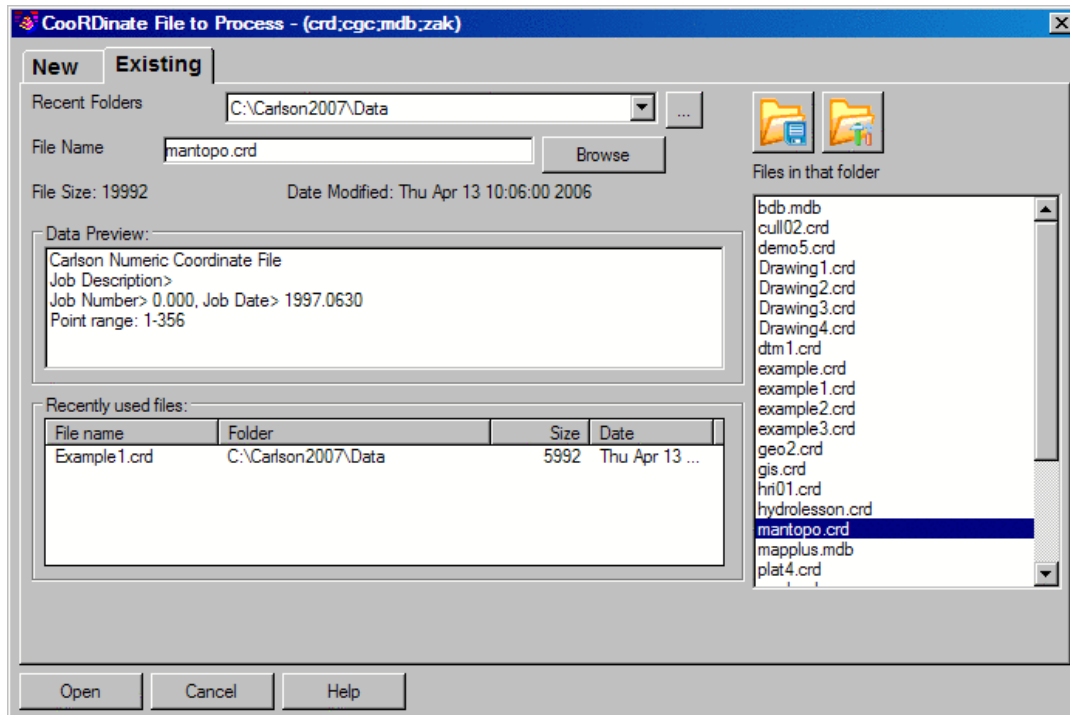 CooRDinate File to Process - (crd;cgc;mdb;zak)
New
Existing
Recent Folders
C:\Carlson2007\Data
...
File Name
mantopo.crd
Browse
File Size: 19992
Date Modified: Thu Apr 13 10:06:00 2006
Data Preview:
Carlson Numeric Coordinate File
Job Description>
Job Number> 0.000, Job Date> 1997.0630
Point range: 1-356
Recently used files:
File name Folder Size Date
Example1.crd C:\Carlson2007\Data 5992 Thu Apr 13 ...
Files in that folder
bdb.mdb
cull02.crd
demo5.crd
Drawing1.crd
Drawing2.crd
Drawing3.crd
Drawing4.crd
dtm1.crd
example.crd
example1.crd
example2.crd
example3.crd
geo2.crd
gis.crd
hri01.crd
hydrolesson.crd
mantopo.crd
mapplus.mdb
plat4.crd
Open
Cancel
Help